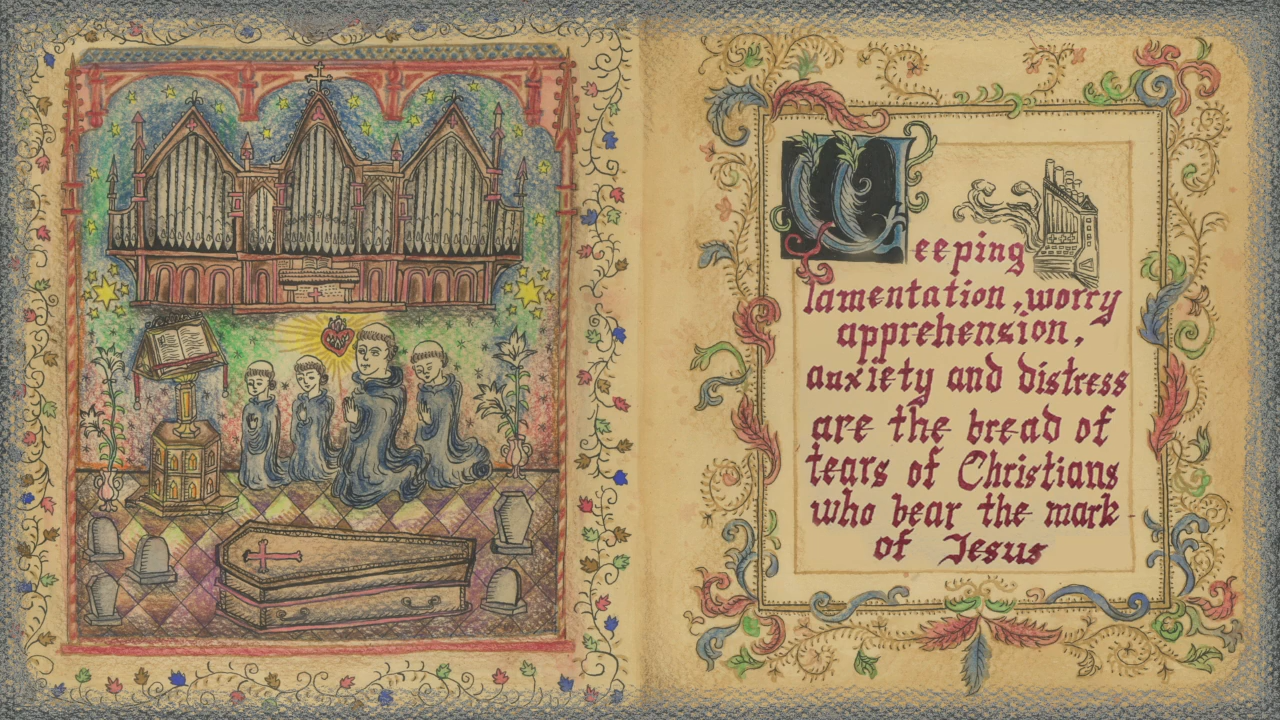 Weeping
lamentation, worry
apprehension,
anxiety and distress
are the bread of
tears of Christians
who bear the mark
of Jesus